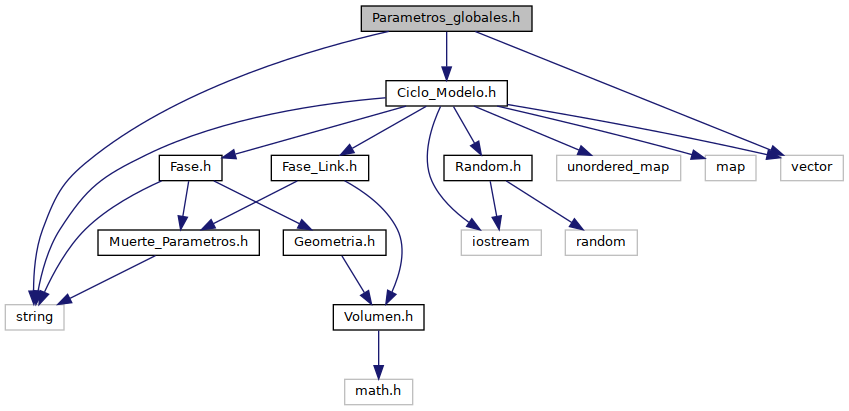 Parametros_globales.h
Ciclo_Modelo.h
Fase.h
Fase_Link.h
Random.h
unordered_map
map
vector
Muerte_Parametros.h
Geometria.h
iostream
random
string
Volumen.h
math.h